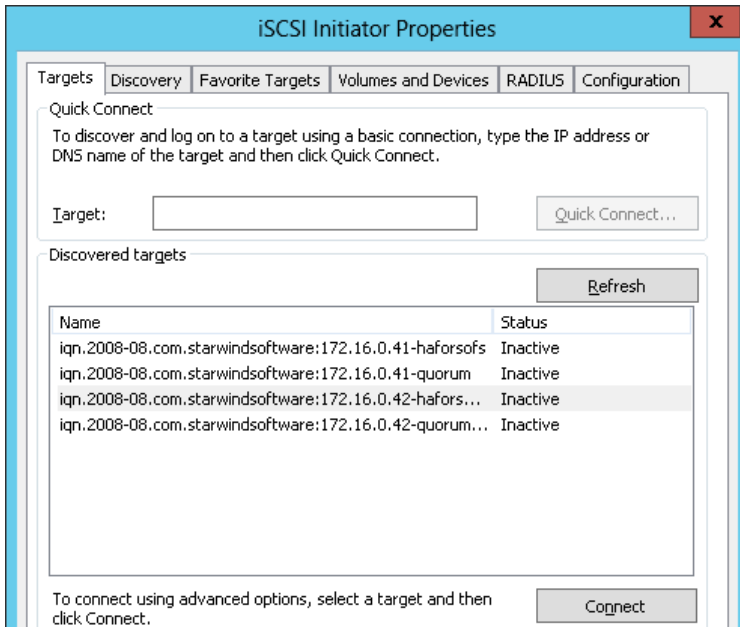 iSCSI Initiator Properties
x
Targets Discovery Favorite Targets Volumes and Devices RADIUS Configuration
Quick Connect
To discover and log on to a target using a basic connection, type the IP address or
DNS name of the target and then click Quick Connect.
Target:
Quick Connect...
Discovered targets
Refresh
Name Status
iqn.2008-08.com.starwindsoftware:172.16.0.41-haforsofs Inactive
iqn.2008-08.com.starwindsoftware:172.16.0.41-quorum Inactive
iqn.2008-08.com.starwindsoftware:172.16.0.42-hafors... Inactive
iqn.2008-08.com.starwindsoftware:172.16.0.42-quorum... Inactive
To connect using advanced options, select a target and then
click Connect.
Connect